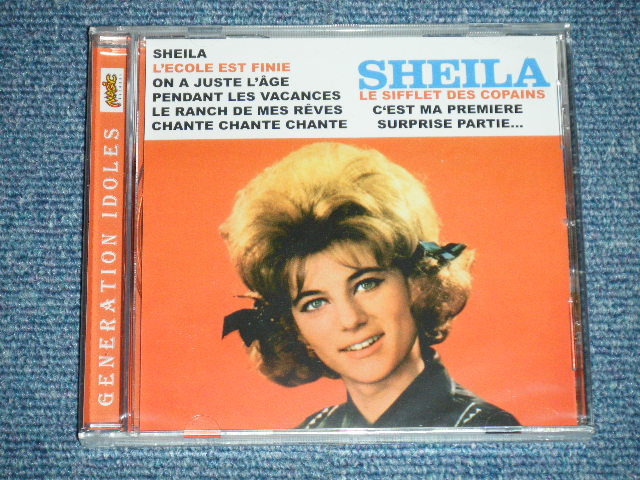 SHEILA
L'ECOLE EST FINIE
ON A JUSTE L'ÂGE
PENDANT LES VACANCES
LE RANCH DE MES RÊVES
CHANTE CHANTE CHANTE
SHEILA
LE SIFFLET DES COPAINS
C'EST MA PREMIERE
SURPRISE PARTIE...
GENERATION IDOLES
MAGIC